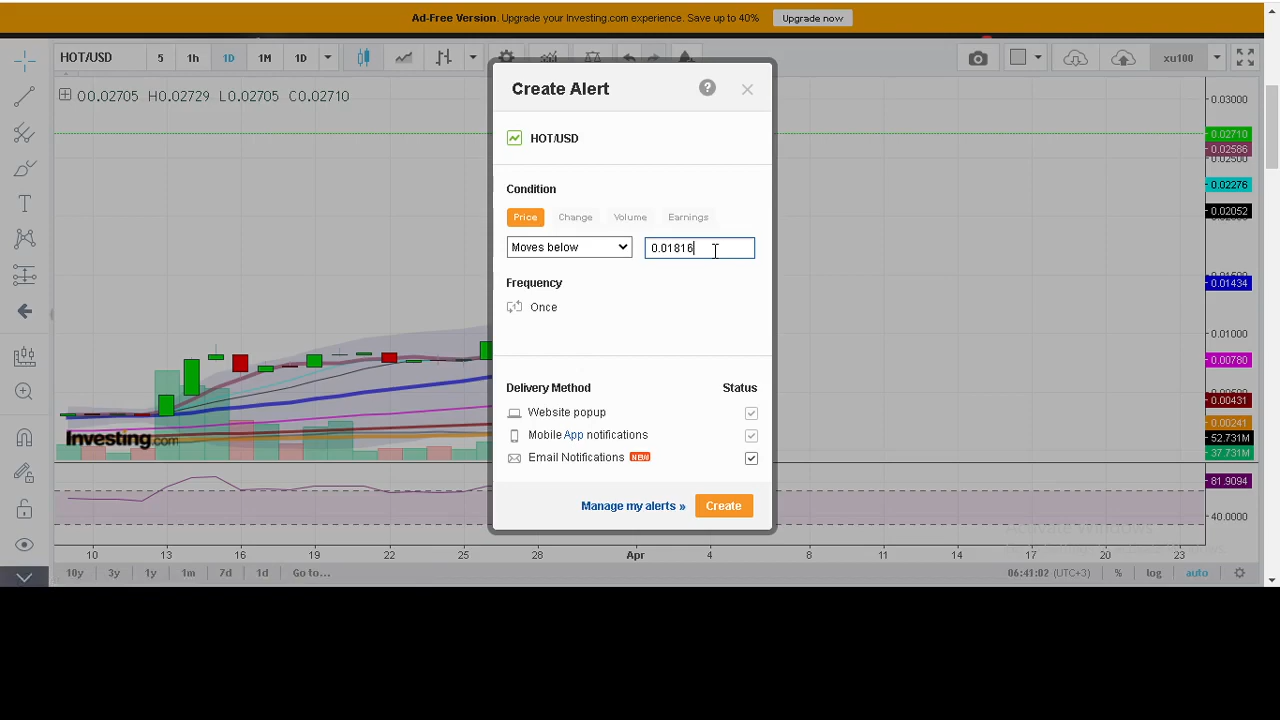 Ad-Free Version. Upgrade your Investing.com experience. Save up to 40% Upgrade now
HOT/USD 5 1h 1D 1M 1D xu100
O0.02705 H0.02729 L0.02705 C0.02710
Create Alert ?
HOT/USD
Condition
Price Change Volume Earnings
Moves below 0.01816
Frequency
Once
Delivery Method Status
Website popup
Mobile App notifications
Email Notifications NEW
Manage my alerts » Create
0.03000
0.02710
0.02586
0.02500
0.02276
0.02052
0.01434
0.01000
0.00780
0.00431
0.00241
52.731M
37.731M
81.9094
40.0000
Investing.com
Activate Windows
10 13 16 19 22 25 28 Apr 4 8 11 14 17 20 23
10y 3y 1y 1m 7d 1d Go to... 06:41:02 (UTC+3) % log auto